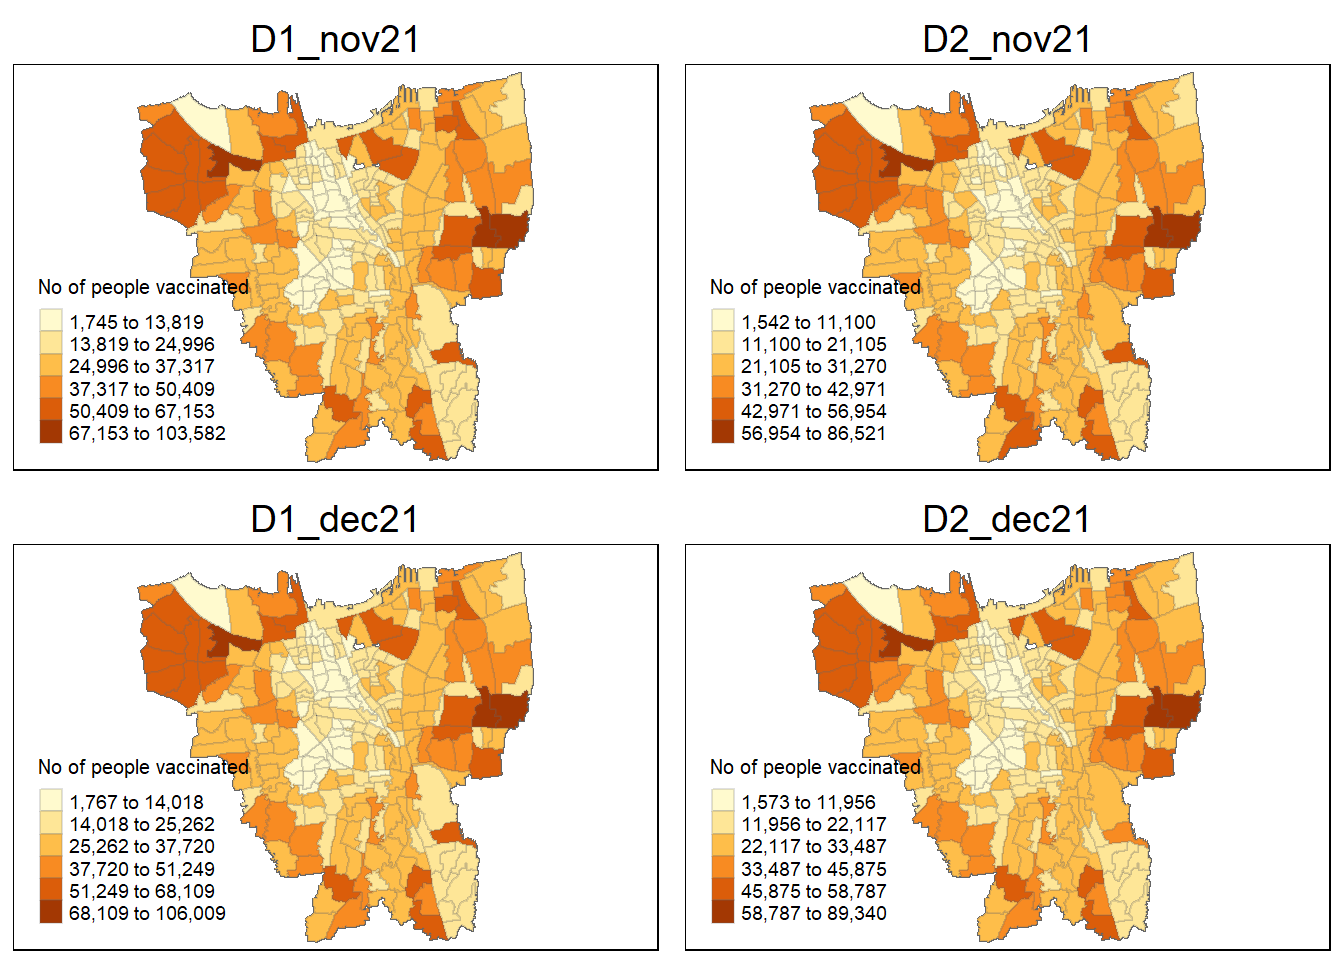 D1_nov21
No of people vaccinated
1,745 to 13,819
13,819 to 24,996
24,996 to 37,317
37,317 to 50,409
50,409 to 67,153
67,153 to 103,582
D2_nov21
No of people vaccinated
1,542 to 11,100
11,100 to 21,105
21,105 to 31,270
31,270 to 42,971
42,971 to 56,954
56,954 to 86,521
D1_dec21
No of people vaccinated
1,767 to 14,018
14,018 to 25,262
25,262 to 37,720
37,720 to 51,249
51,249 to 68,109
68,109 to 106,009
D2_dec21
No of people vaccinated
1,573 to 11,956
11,956 to 22,117
22,117 to 33,487
33,487 to 45,875
45,875 to 58,787
58,787 to 89,340